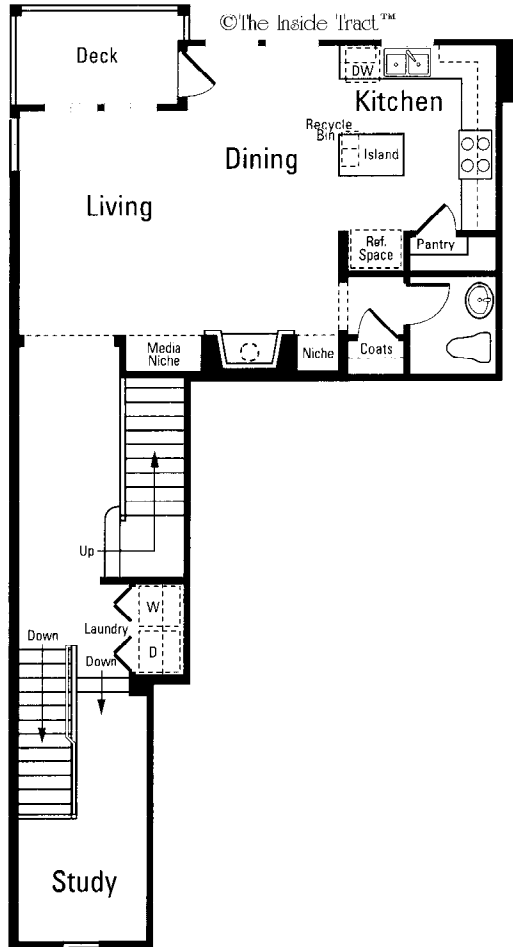 ©The Inside Tract™
Deck
DW
Kitchen
Recycle
Bin
Island
Dining
Living
Ref.
Space
Pantry
Media
Niche
Niche
Coats
Up
W
Laundry
D
Down
Down
Study